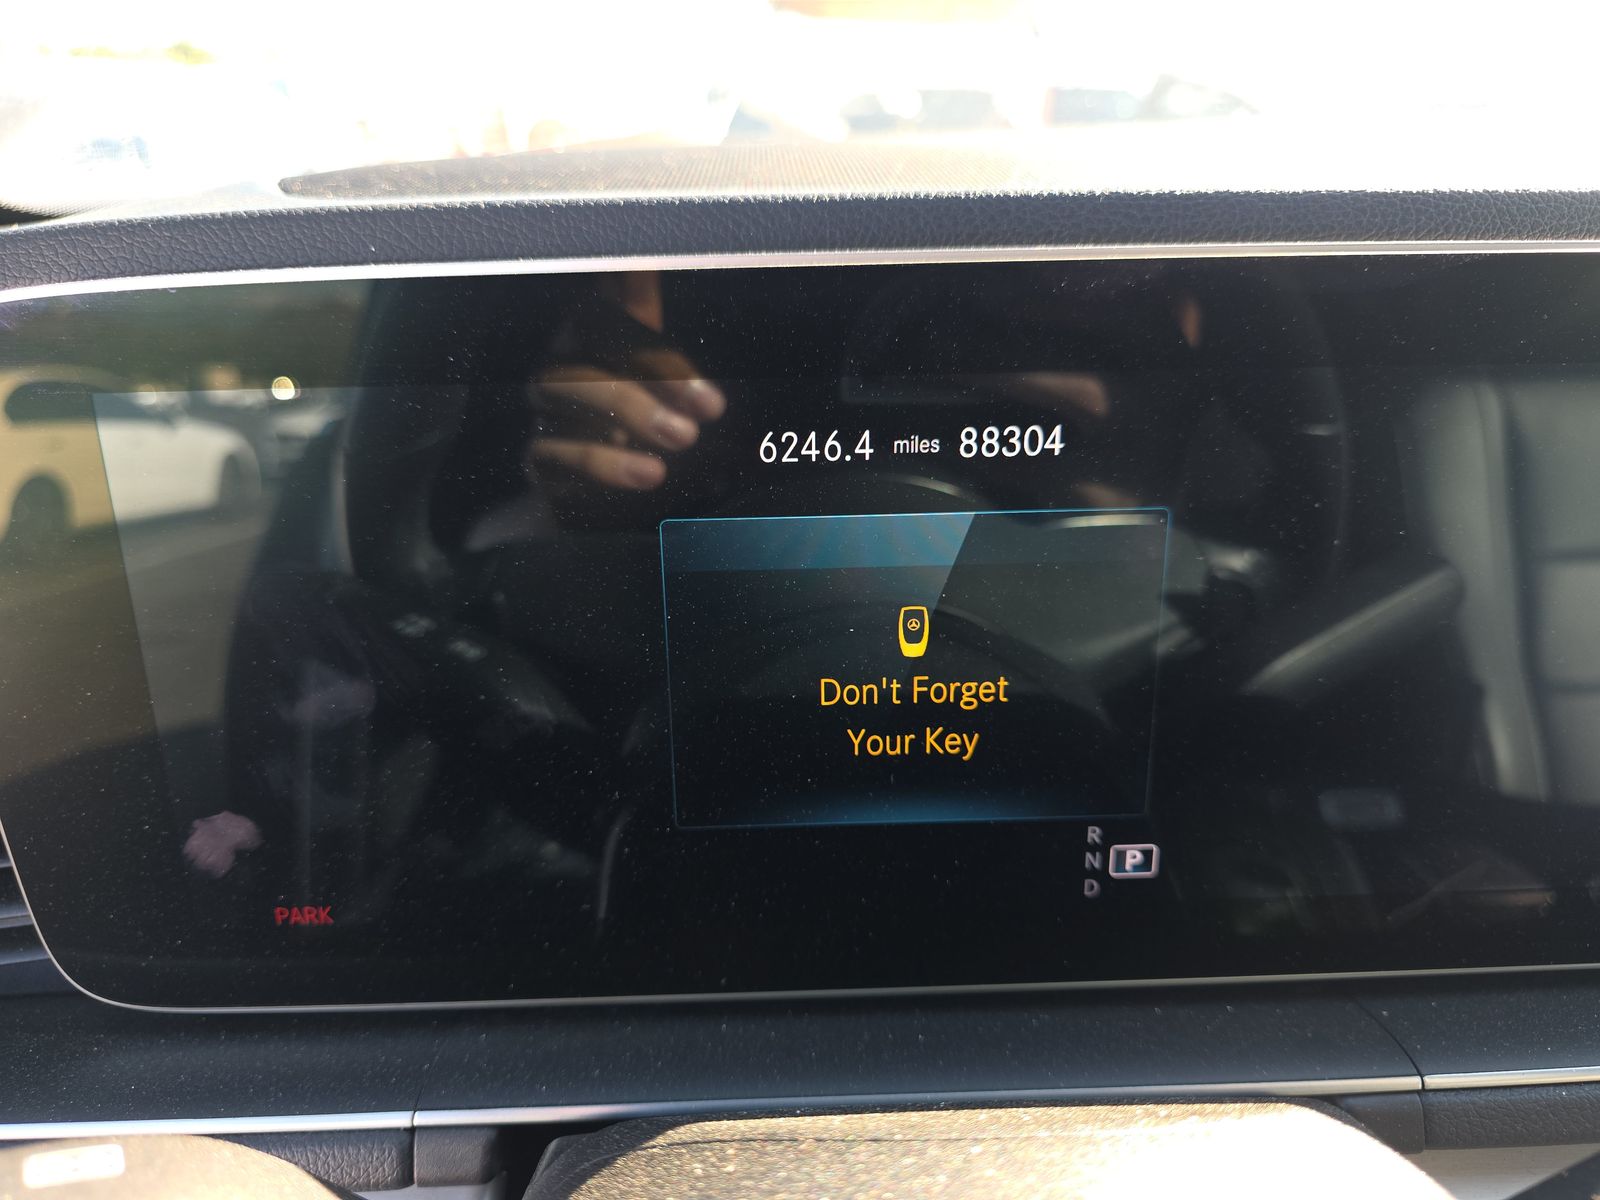 6246.4 miles 88304
Don't Forget
Your Key
R
N P
D
PARK